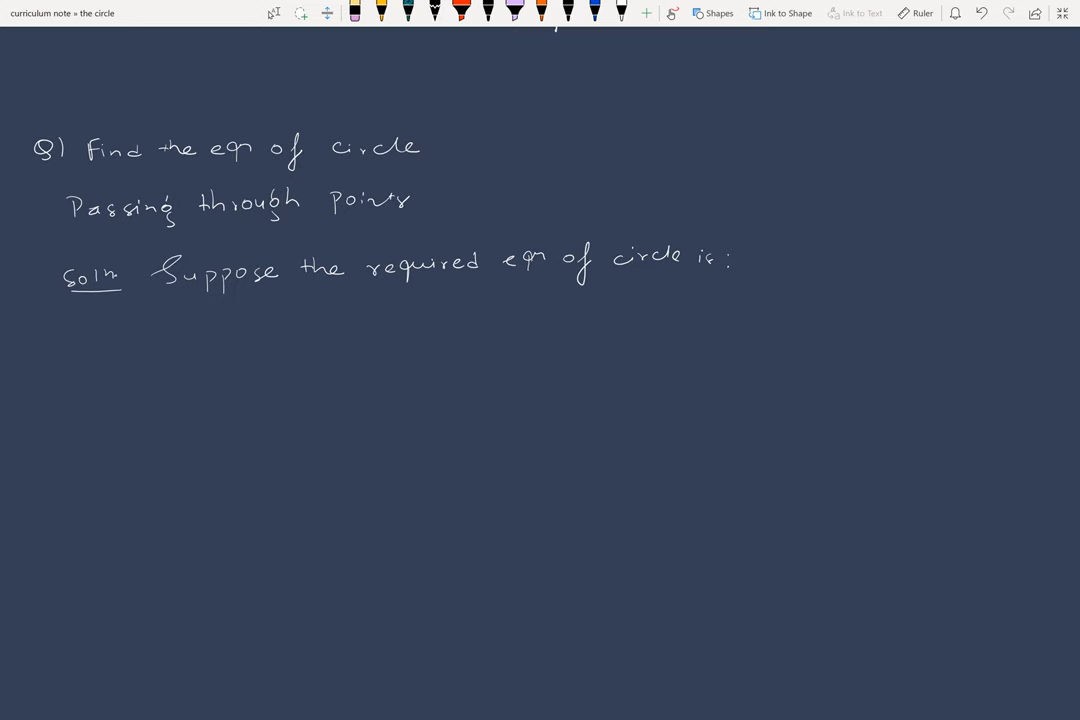 curriculum note » the circle
Shapes
Ink to Shape
Ink to Text
Ruler
Q) Find the eqn of circle
Passing through points
Soln Suppose the required eqn of circle is: